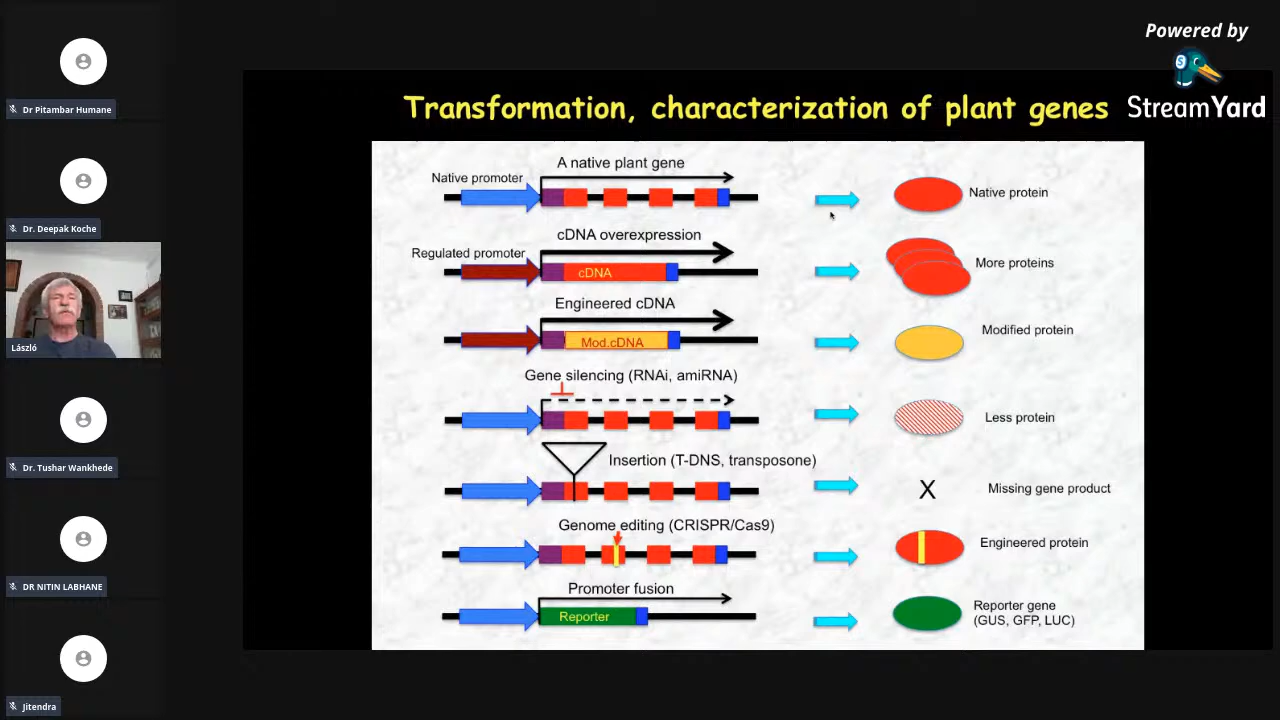 Powered by
StreamYard
Dr Pitambar Humane
Dr. Deepak Koche
László
Dr. Tushar Wankhede
DR NITIN LABHANE
Jitendra
Transformation, characterization of plant genes
A native plant gene
Native promoter
Native protein
cDNA overexpression
Regulated promoter
cDNA
More proteins
Engineered cDNA
Mod.cDNA
Modified protein
Gene silencing (RNAi, amiRNA)
Less protein
Insertion (T-DNS, transposone)
X
Missing gene product
Genome editing (CRISPR/Cas9)
Engineered protein
Promoter fusion
Reporter
Reporter gene
(GUS, GFP, LUC)